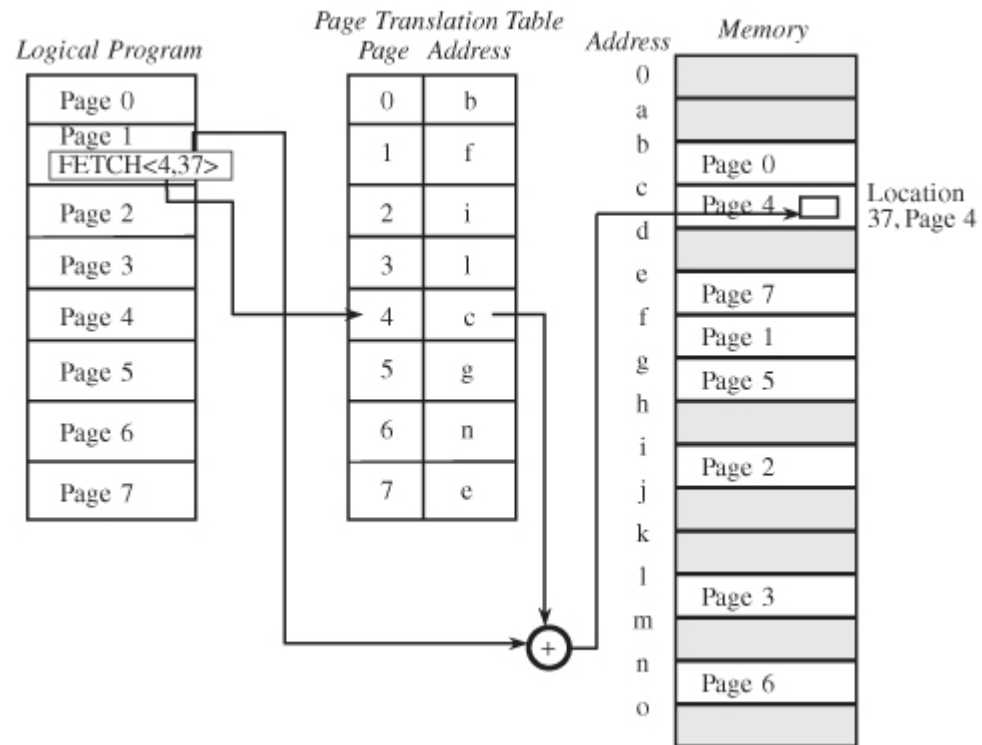 Logical Program
Page 0
Page 1
FETCH<4,37>
Page 2
Page 3
Page 4
Page 5
Page 6
Page 7
Page Translation Table
Page Address
0 b
1 f
2 i
3 l
4 c
5 g
6 n
7 e
+
Address
0
a
b
c
d
e
f
g
h
i
j
k
l
m
n
o
Memory
Page 0
Page 4
Page 7
Page 1
Page 5
Page 2
Page 3
Page 6
Location
37, Page 4